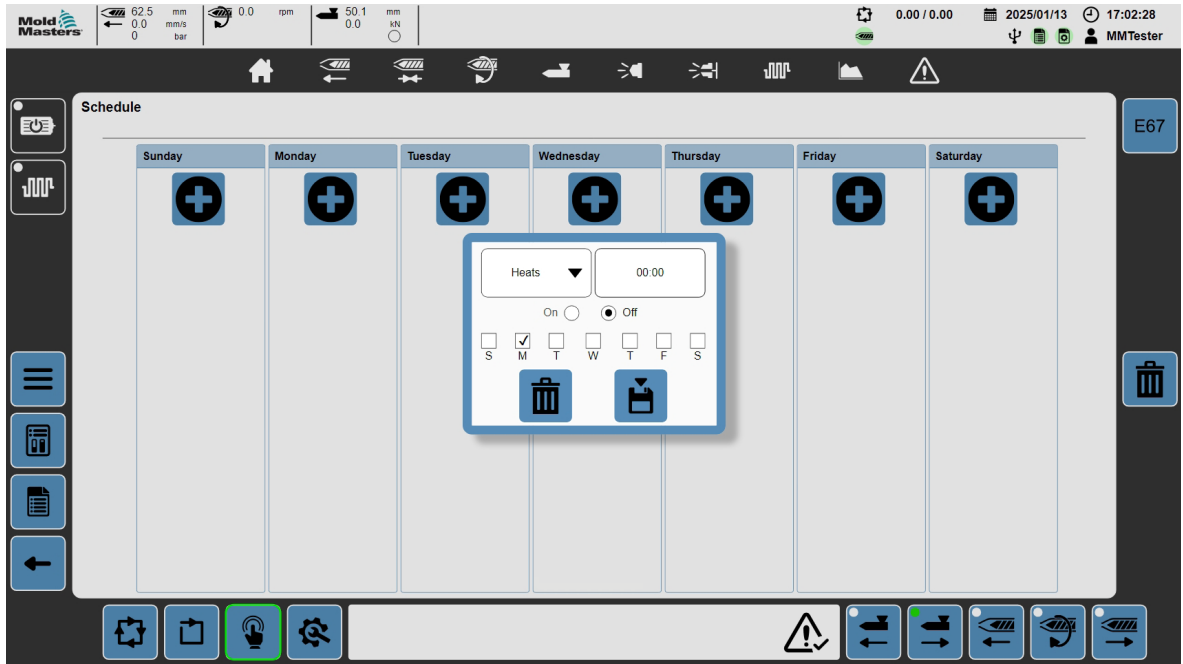 Mold
Masters
62.5 mm
0.0 mm/s
0 bar
0.0 rpm
50.1 mm
0.0 kN
0.00 / 0.00
2025/01/13
17:02:28
MMTester
Schedule
E67
Sunday Monday Tuesday Wednesday Thursday Friday Saturday
Heats 00:00
On Off
S M T W T F S